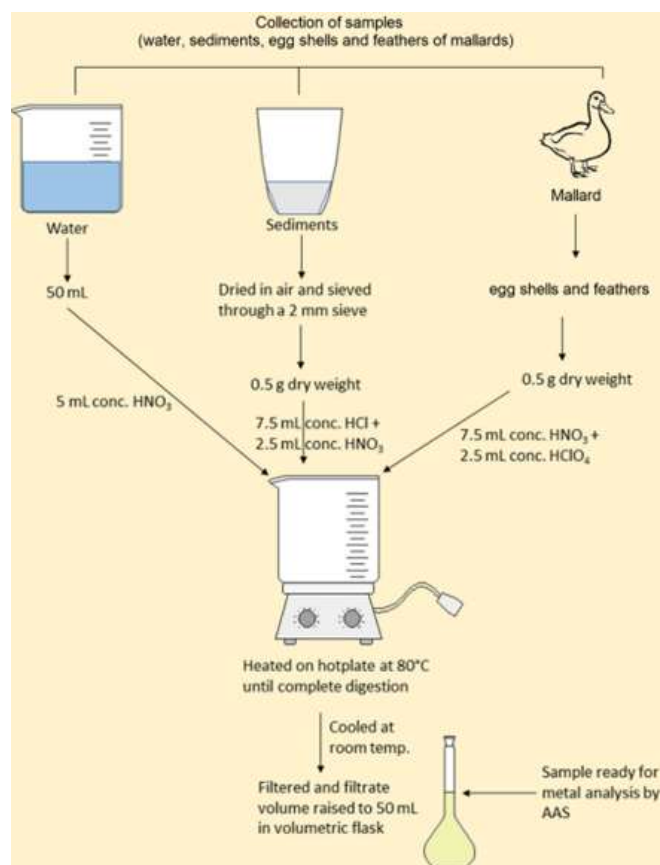 Collection of samples
(water, sediments, egg shells and feathers of mallards)
Water
Sediments
Mallard
50 mL
Dried in air and sieved
through a 2 mm sieve
egg shells and feathers
0.5 g dry weight
0.5 g dry weight
5 mL conc. HNO₃
7.5 mL conc. HCl +
2.5 mL conc. HNO₃
7.5 mL conc. HNO₃ +
2.5 mL conc. HClO₄
Heated on hotplate at 80°C
until complete digestion
Cooled at
room temp.
Filtered and filtrate
volume raised to 50 mL
in volumetric flask
Sample ready for
metal analysis by
AAS